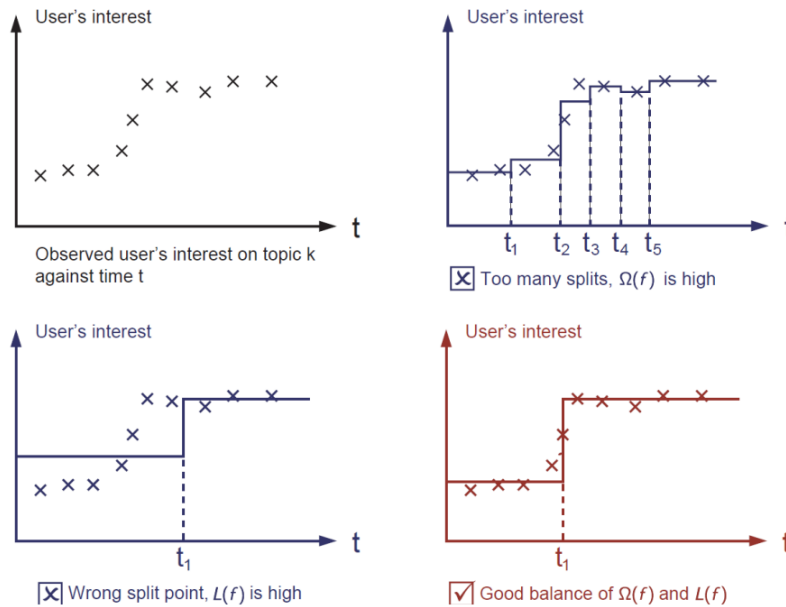 User's interest
t
Observed user's interest on topic k
against time t
User's interest
t
t₁ t₂ t₃ t₄ t₅
Too many splits, Ω(f) is high
User's interest
t
t₁
Wrong split point, L(f) is high
User's interest
t
t₁
Good balance of Ω(f) and L(f)